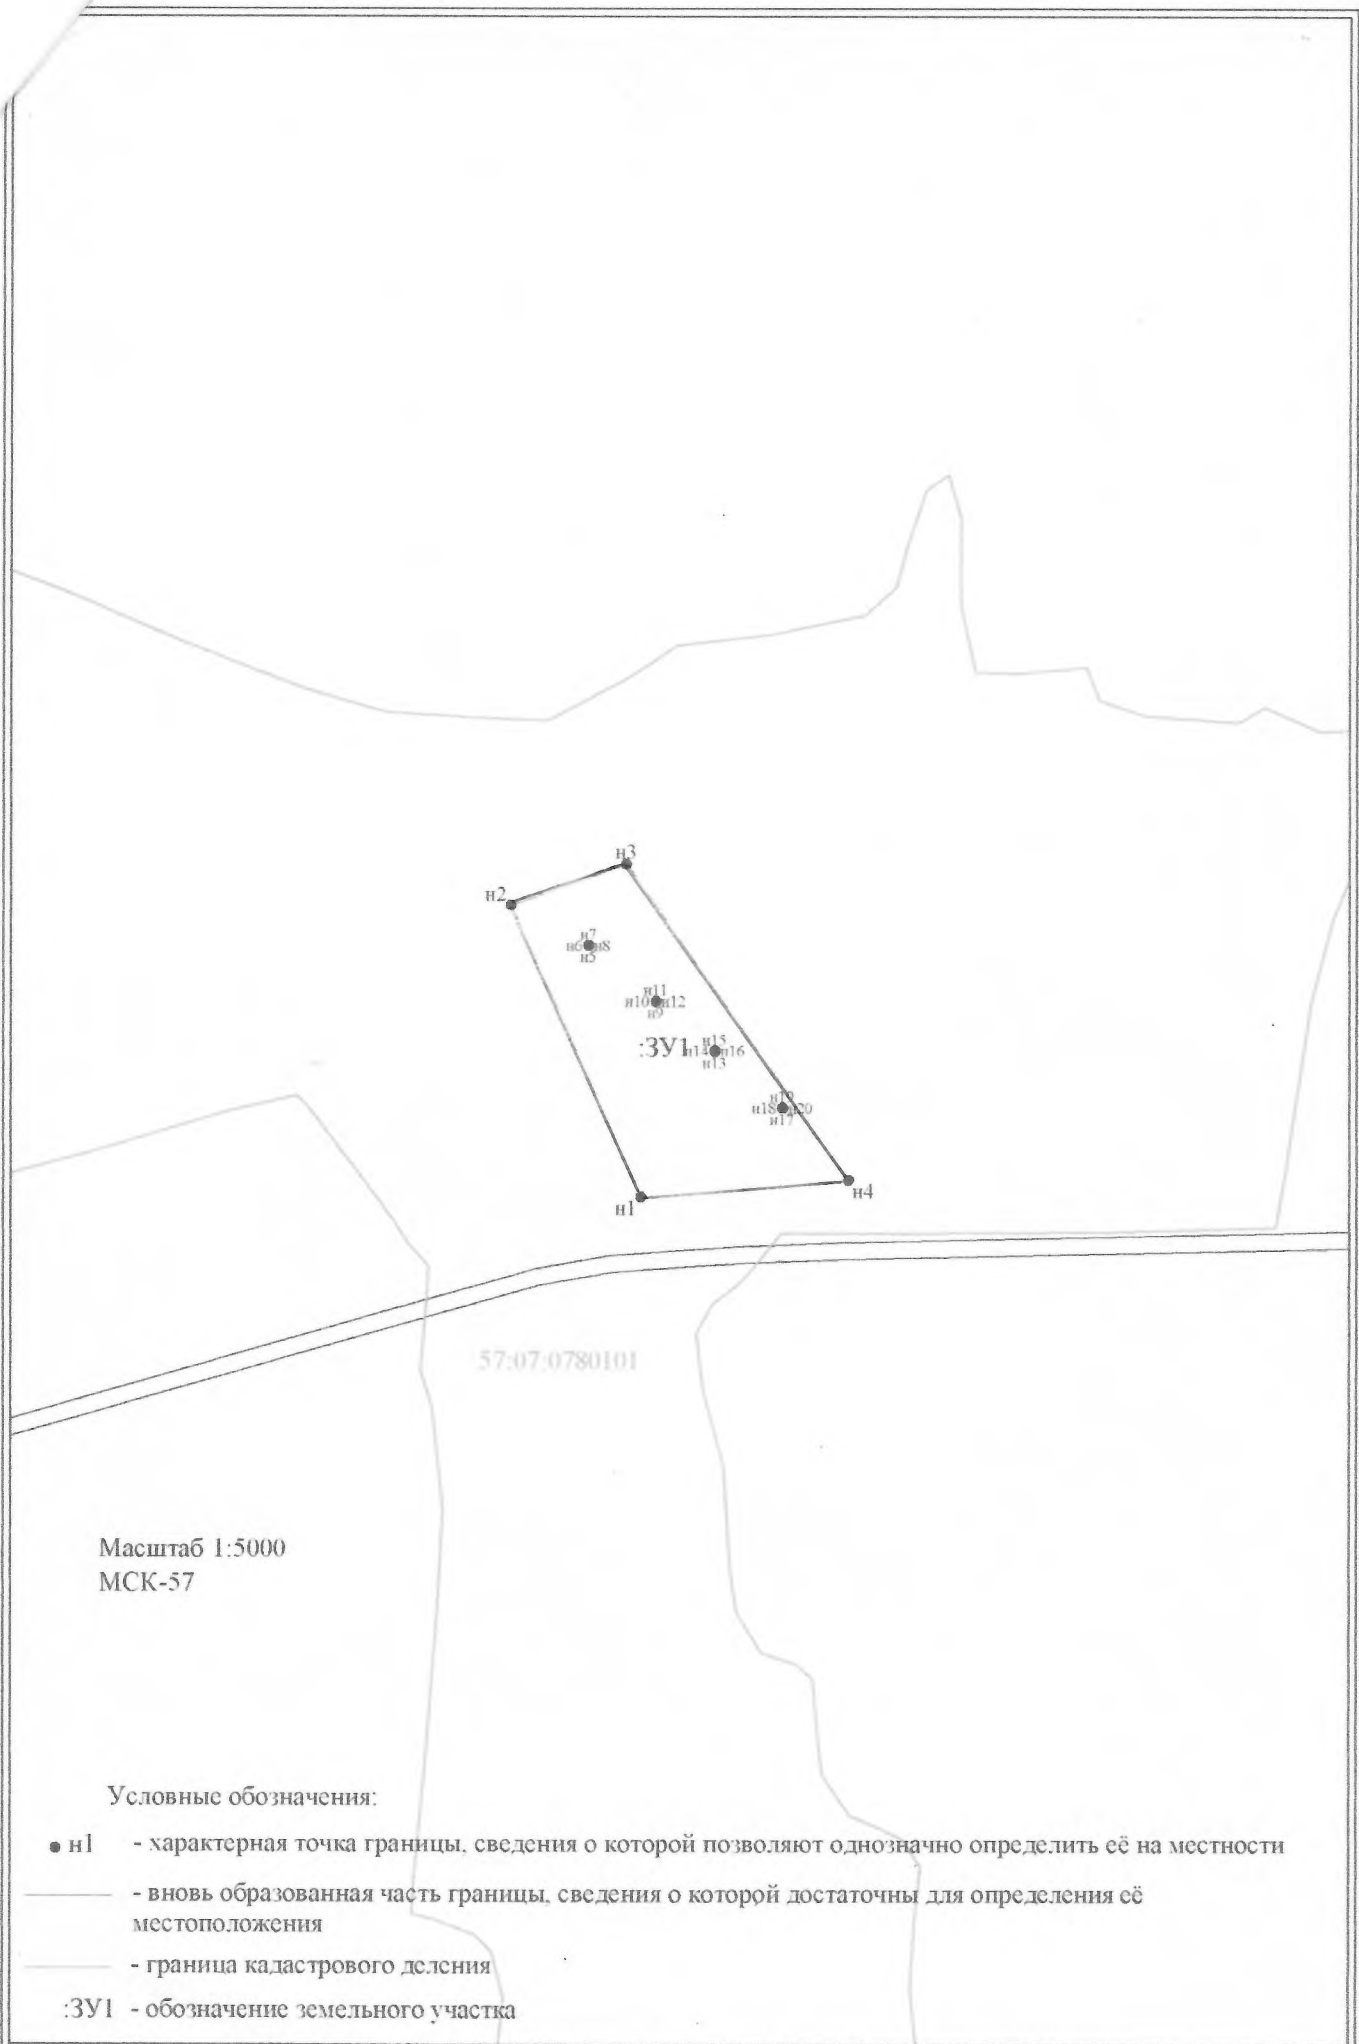 н3
н2
н7
н6 н8
н5
н11
н10 н12
н9
:ЗУ1
н15
н14 н16
н13
н19
н18 н20
н17
н4
н1
57:07:0780101
Масштаб 1:5000
МСК-57
Условные обозначения:
н1 - характерная точка границы, сведения о которой позволяют однозначно определить её на местности
- вновь образованная часть границы, сведения о которой достаточны для определения её
местоположения
- граница кадастрового деления
:ЗУ1 - обозначение земельного участка